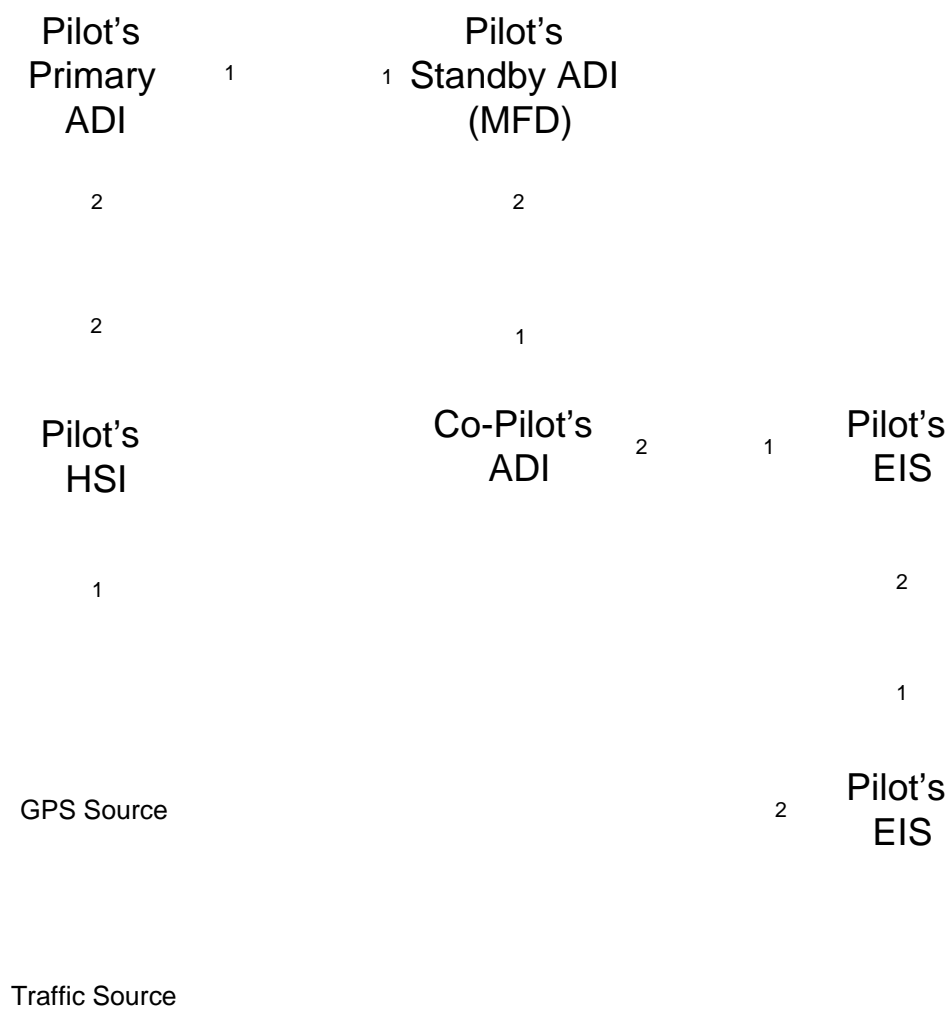 Pilot's
Primary
ADI
1
1
Pilot's
Standby ADI
(MFD)
2
2
2
1
Pilot's
HSI
Co-Pilot's
ADI
2
1
Pilot's
EIS
1
2
1
GPS Source
2
Pilot's
EIS
Traffic Source